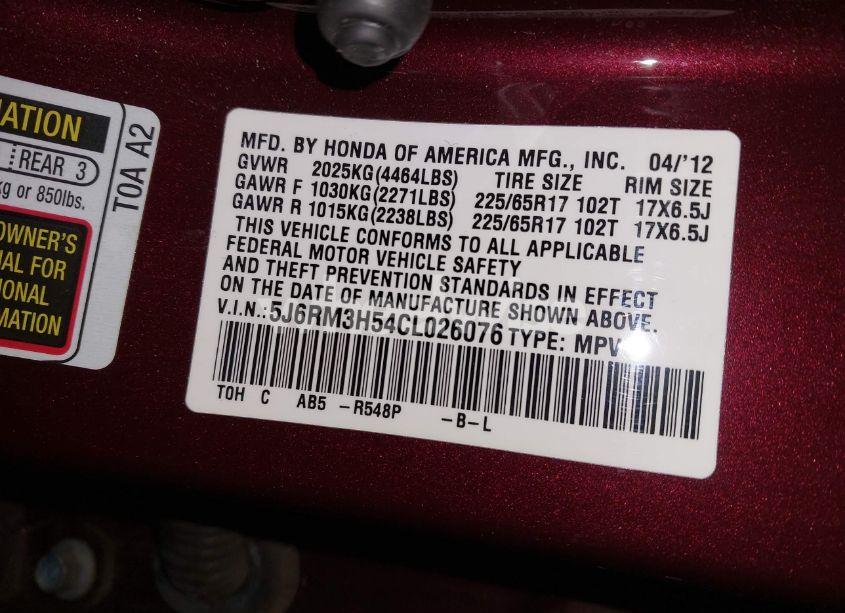 ATION
REAR 3
kg or 850lbs.
OWNER'S
AL FOR
IONAL
MATION
TOA A2
MFD. BY HONDA OF AMERICA MFG., INC. 04/'12
GVWR 2025KG(4464LBS) TIRE SIZE RIM SIZE
GAWR F 1030KG(2271LBS) 225/65R17 102T 17X6.5J
GAWR R 1015KG(2238LBS) 225/65R17 102T 17X6.5J
THIS VEHICLE CONFORMS TO ALL APPLICABLE
FEDERAL MOTOR VEHICLE SAFETY
AND THEFT PREVENTION STANDARDS IN EFFECT
ON THE DATE OF MANUFACTURE SHOWN ABOVE.
V.I.N.:5J6RM3H54CL026076 TYPE: MPV
TOH C AB5 -R548P -B-L